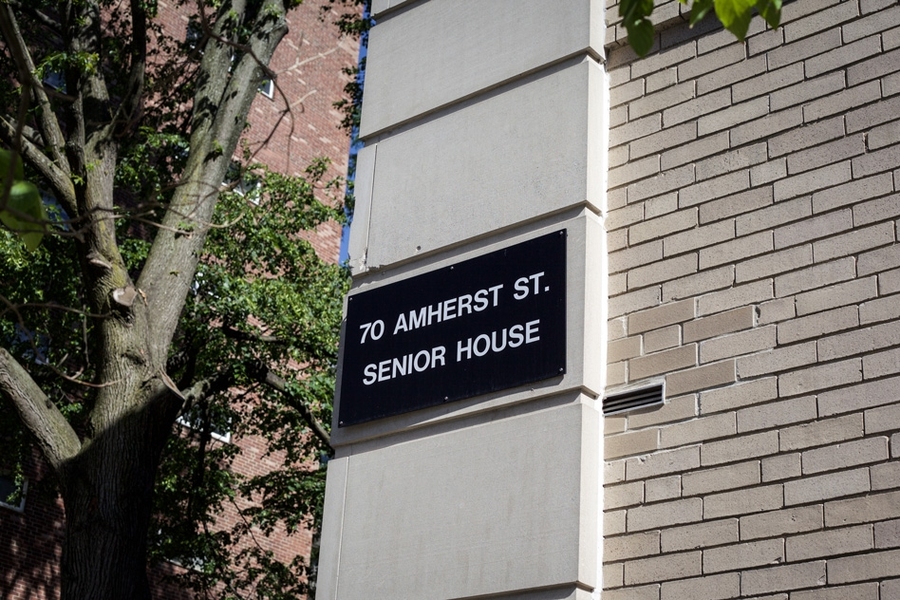 70 AMHERST ST.
SENIOR HOUSE